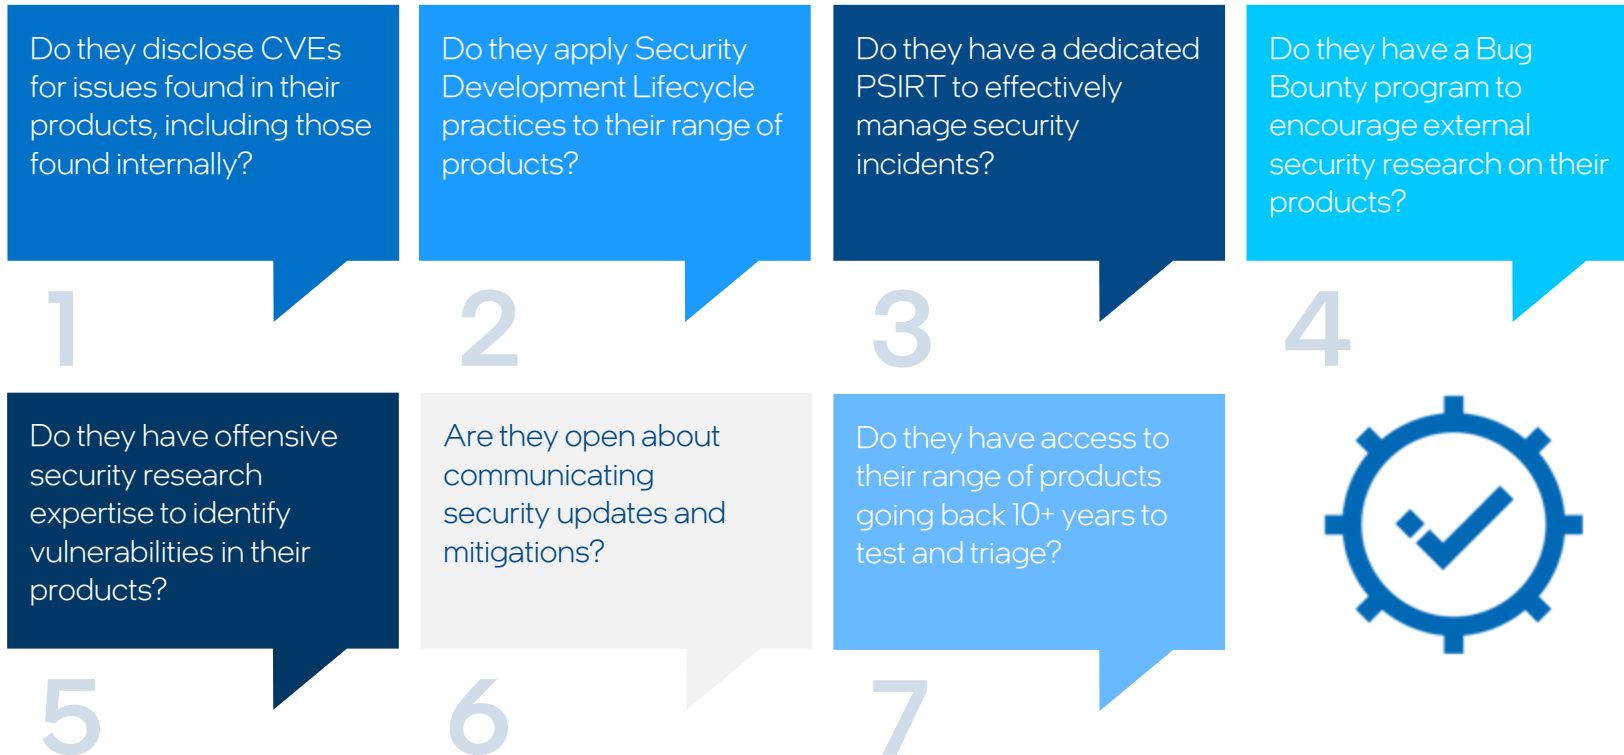 Do they disclose CVEs
for issues found in their
products, including those
found internally?
1
Do they apply Security
Development Lifecycle
practices to their range of
products?
2
Do they have a dedicated
PSIRT to effectively
manage security
incidents?
3
Do they have a Bug
Bounty program to
encourage external
security research on their
products?
4
Do they have offensive
security research
expertise to identify
vulnerabilities in their
products?
5
Are they open about
communicating
security updates and
mitigations?
6
Do they have access to
their range of products
going back 10+ years to
test and triage?
7